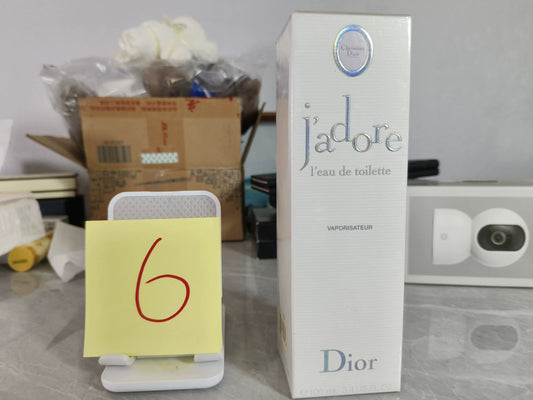 6
Christian
Dior
j'adore
l'eau de toilette
VAPORISATEUR
Dior